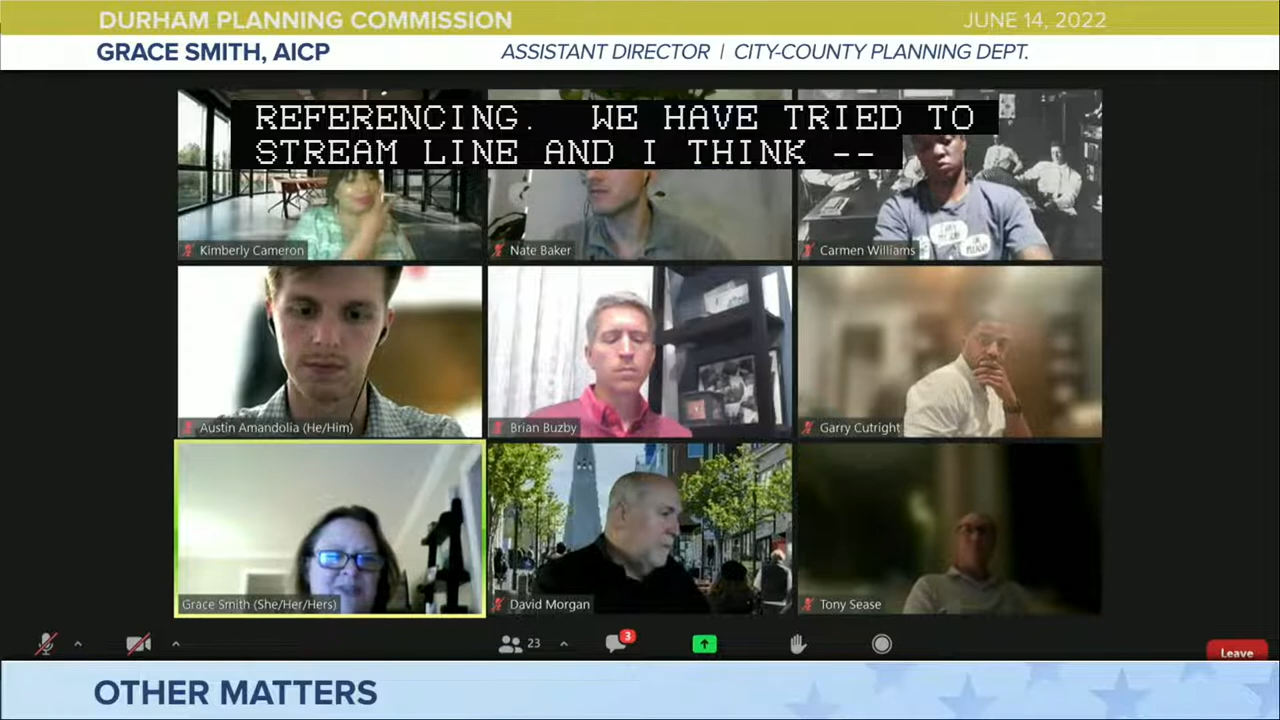 DURHAM PLANNING COMMISSION JUNE 14, 2022
GRACE SMITH, AICP ASSISTANT DIRECTOR | CITY-COUNTY PLANNING DEPT.
REFERENCING. WE HAVE TRIED TO
STREAM LINE AND I THINK --
Kimberly Cameron Nate Baker Carmen Williams
Austin Amandolia (He/Him) Brian Buzby Garry Cutright
Grace Smith (She/Her/Hers) David Morgan Tony Sease
23 3
Leave
OTHER MATTERS